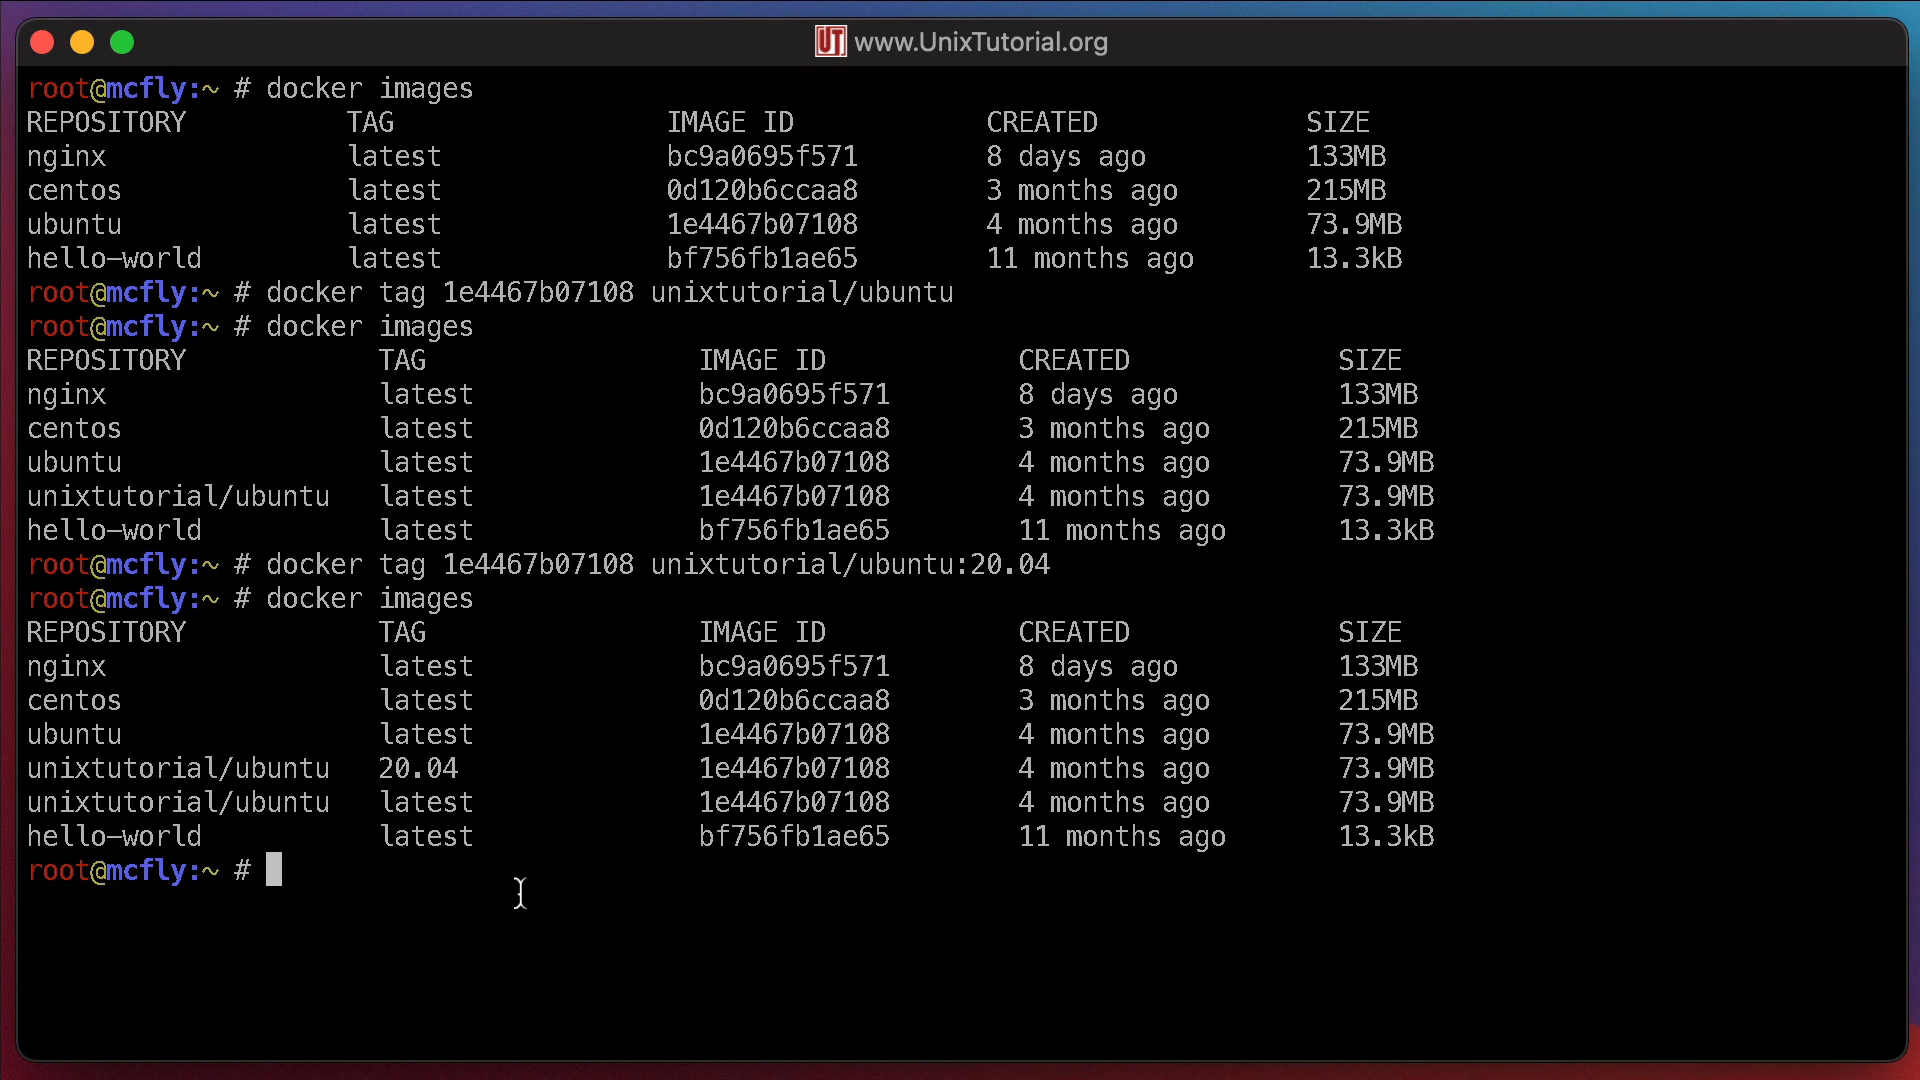 UT www.UnixTutorial.org
root@mcfly:~ # docker images
REPOSITORY TAG IMAGE ID CREATED SIZE
nginx latest bc9a0695f571 8 days ago 133MB
centos latest 0d120b6ccaa8 3 months ago 215MB
ubuntu latest 1e4467b07108 4 months ago 73.9MB
hello-world latest bf756fb1ae65 11 months ago 13.3kB
root@mcfly:~ # docker tag 1e4467b07108 unixtutorial/ubuntu
root@mcfly:~ # docker images
REPOSITORY TAG IMAGE ID CREATED SIZE
nginx latest bc9a0695f571 8 days ago 133MB
centos latest 0d120b6ccaa8 3 months ago 215MB
ubuntu latest 1e4467b07108 4 months ago 73.9MB
unixtutorial/ubuntu latest 1e4467b07108 4 months ago 73.9MB
hello-world latest bf756fb1ae65 11 months ago 13.3kB
root@mcfly:~ # docker tag 1e4467b07108 unixtutorial/ubuntu:20.04
root@mcfly:~ # docker images
REPOSITORY TAG IMAGE ID CREATED SIZE
nginx latest bc9a0695f571 8 days ago 133MB
centos latest 0d120b6ccaa8 3 months ago 215MB
ubuntu latest 1e4467b07108 4 months ago 73.9MB
unixtutorial/ubuntu 20.04 1e4467b07108 4 months ago 73.9MB
unixtutorial/ubuntu latest 1e4467b07108 4 months ago 73.9MB
hello-world latest bf756fb1ae65 11 months ago 13.3kB
root@mcfly:~ #